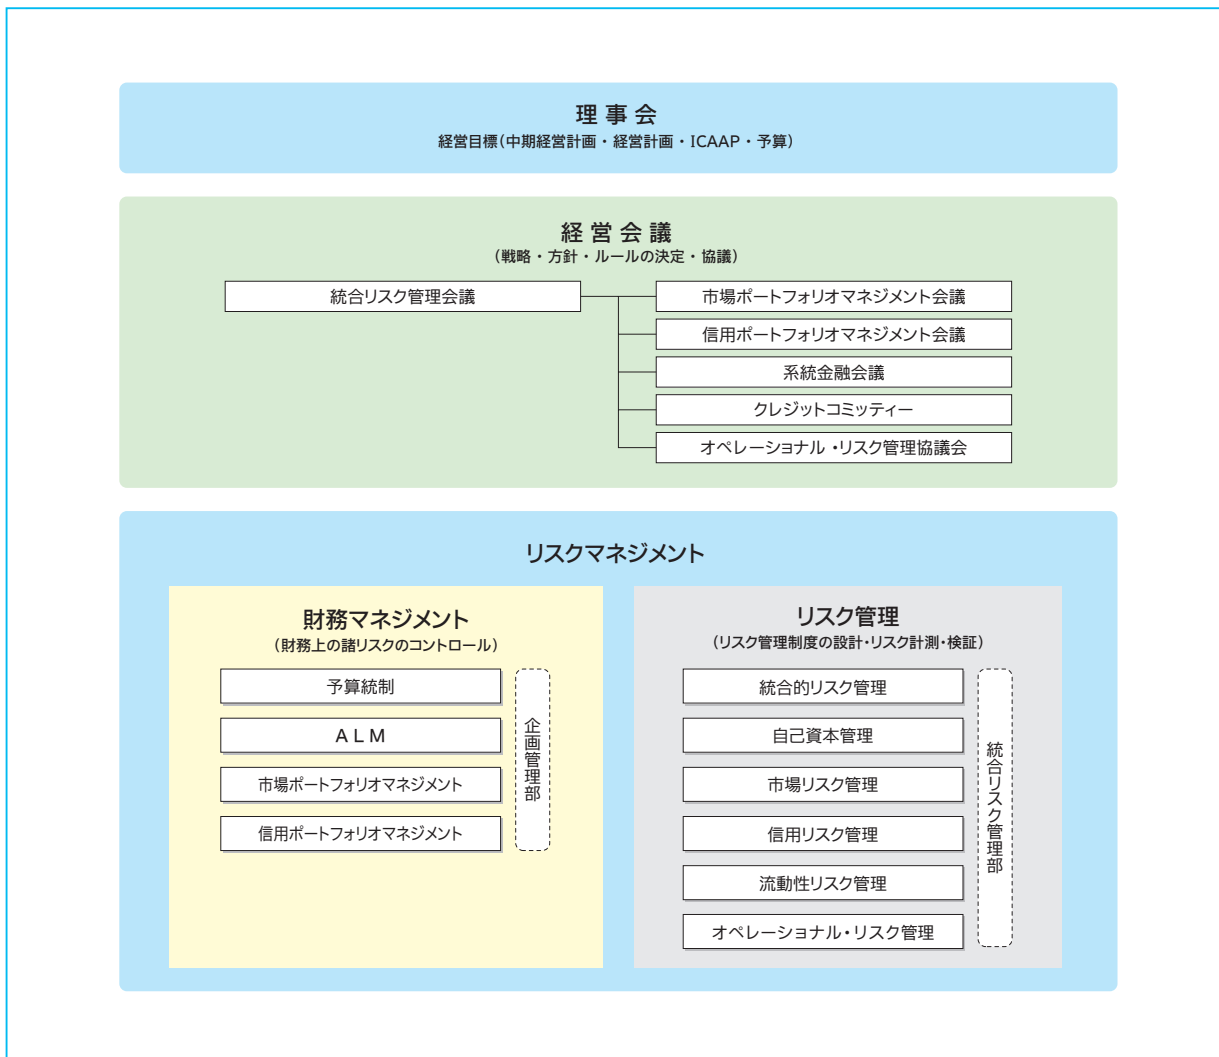 理事会
経営目標(中期経営計画・経営計画・ICAAP・予算)
経営会議
(戦略・方針・ルールの決定・協議)
統合リスク管理会議
市場ポートフォリオマネジメント会議
信用ポートフォリオマネジメント会議
系統金融会議
クレジットコミッティー
オペレーショナル・リスク管理協議会
リスクマネジメント
財務マネジメント
(財務上の諸リスクのコントロール)
予算統制
ALM
市場ポートフォリオマネジメント
信用ポートフォリオマネジメント
企画管理部
リスク管理
(リスク管理制度の設計・リスク計測・検証)
統合的リスク管理
自己資本管理
市場リスク管理
信用リスク管理
流動性リスク管理
オペレーショナル・リスク管理
統合リスク管理部